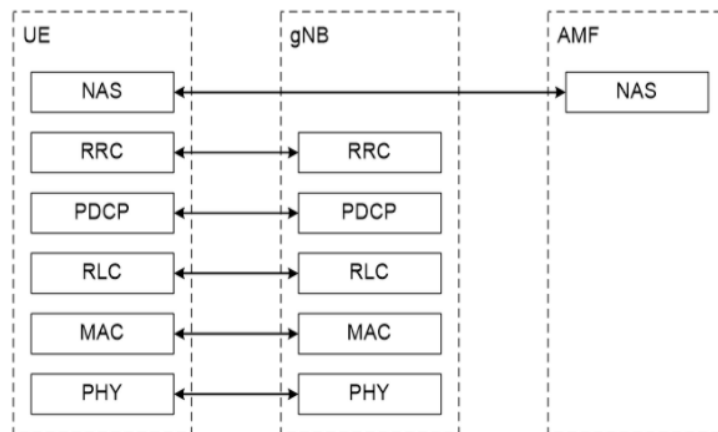 UE gNB AMF
NAS NAS
RRC RRC
PDCP PDCP
RLC RLC
MAC MAC
PHY PHY